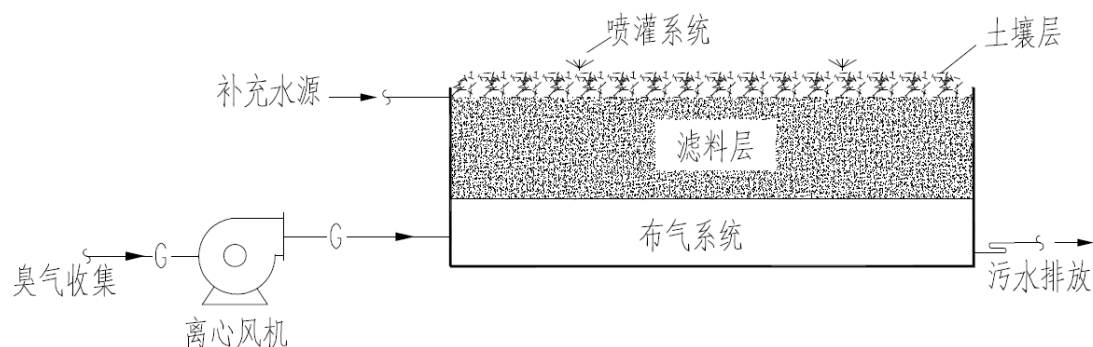 喷灌系统
土壤层
补充水源
滤料层
G
G
布气系统
臭气收集
污水排放
离心风机